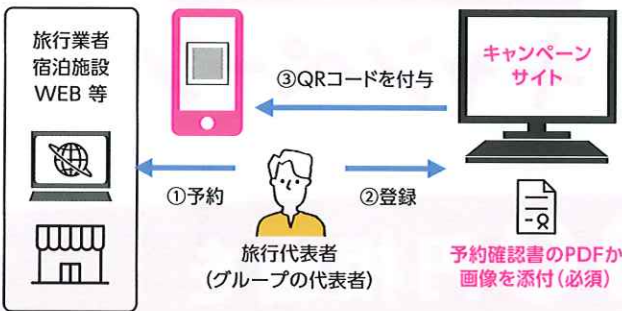 旅行業者
宿泊施設
WEB 等
キャンペーン
サイト
③QRコードを付与
①予約
②登録
旅行代表者
(グループの代表者)
予約確認書のPDFか
画像を添付(必須)